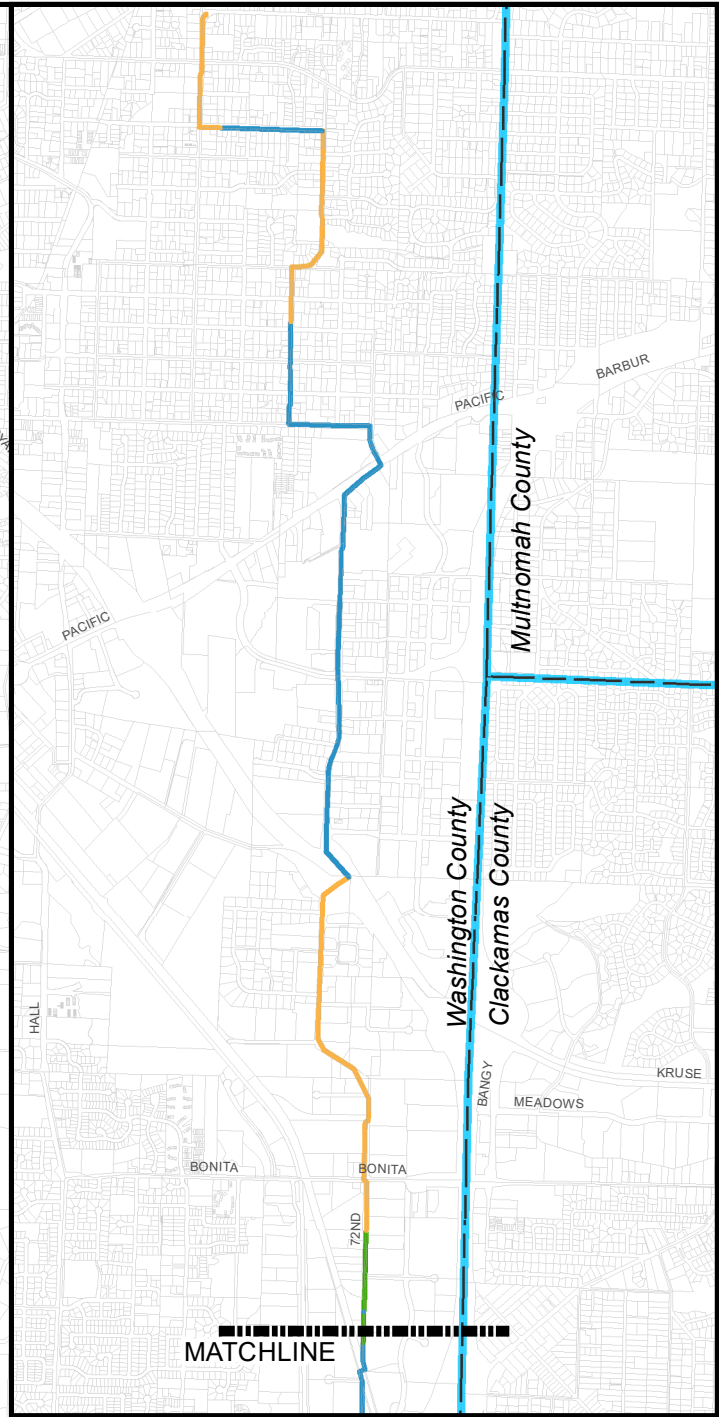 BARBUR
PACIFIC
Multnomah County
PACIFIC
Washington County
Clackamas County
HALL
BANGY
KRUSE
MEADOWS
BONITA
BONITA
72ND
MATCHLINE